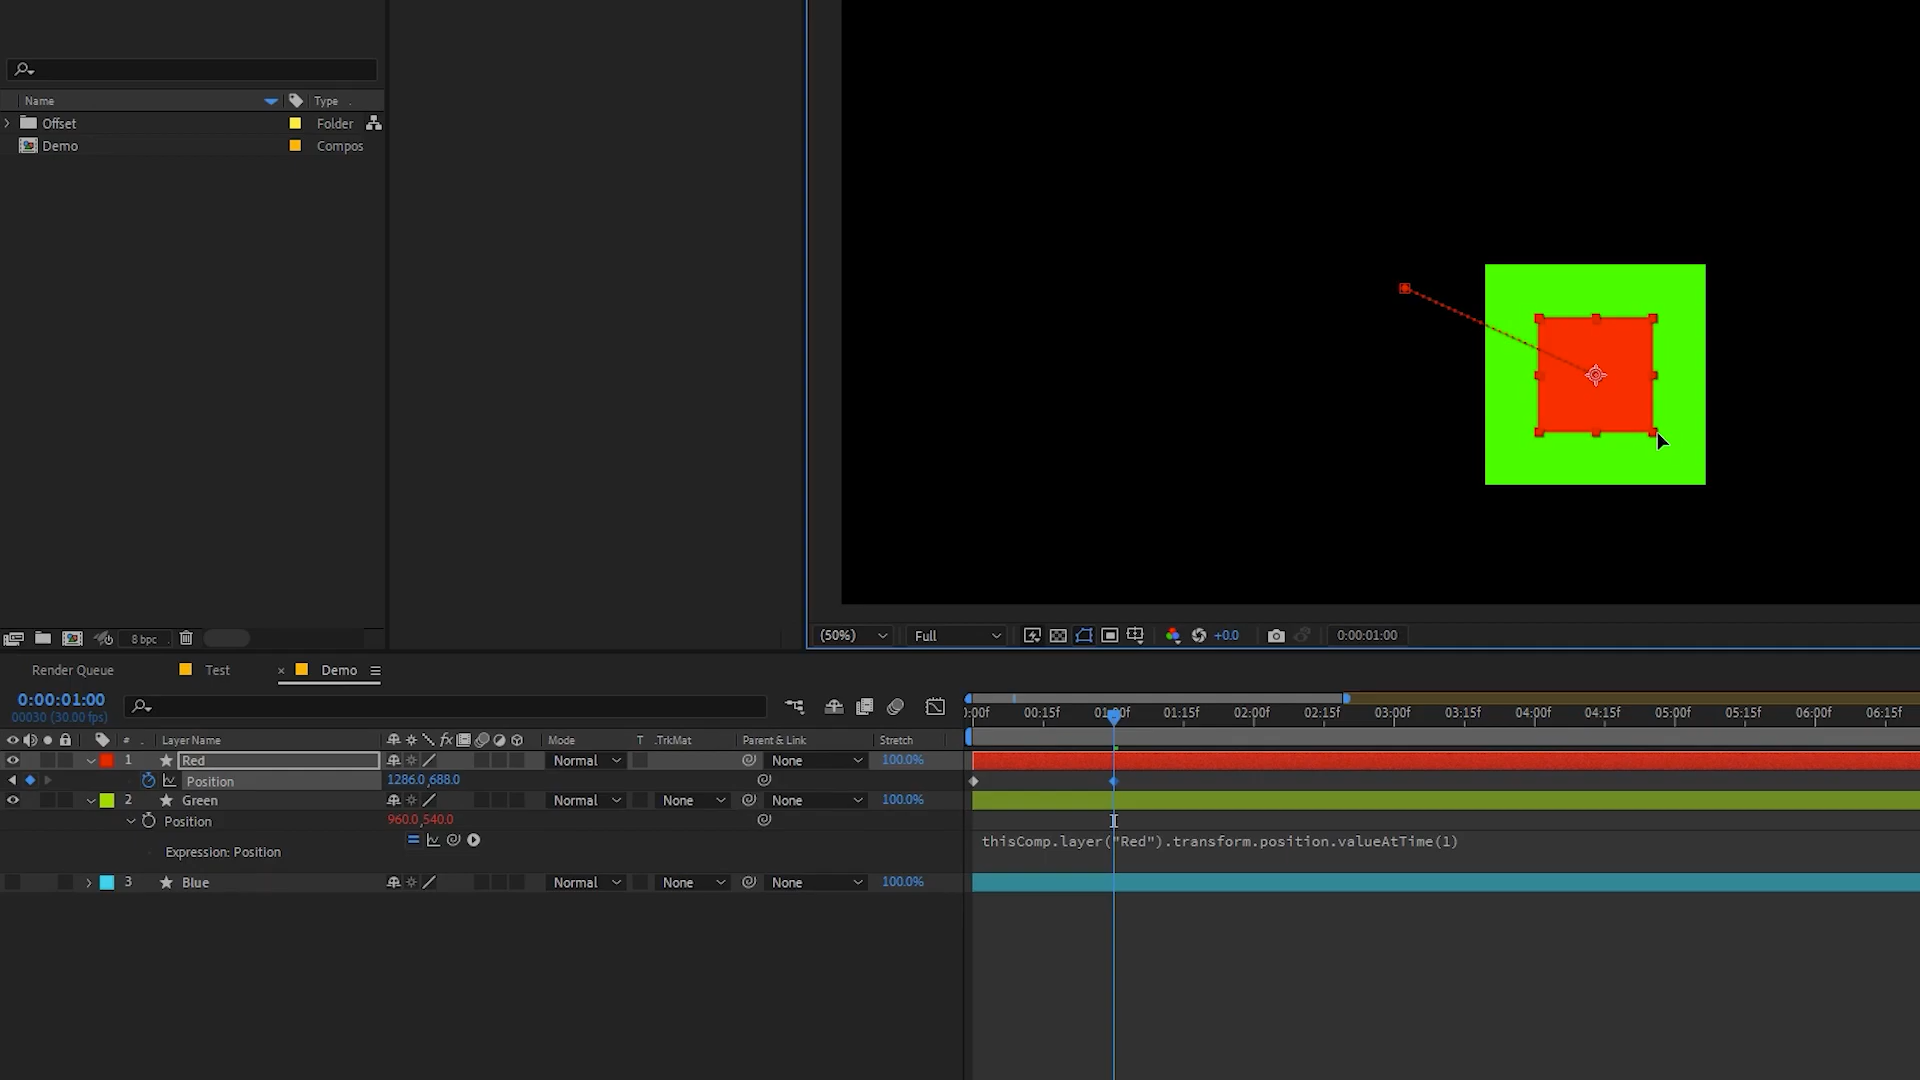 Name Type
Offset Folder
Demo Compos
8 bpc
(50%) Full +0.0 0:00:01:00
Render Queue Test × Demo
0:00:01:00
00030 (30.00 fps)
:00f 00:15f 01:00f 01:15f 02:00f 02:15f 03:00f 03:15f 04:00f 04:15f 05:00f 05:15f 06:00f 06:15f
# Layer Name Mode T .TrkMat Parent & Link Stretch
1 Red Normal None 100.0%
Position 1286.0,688.0
2 Green Normal None None 100.0%
Position 960.0,540.0
Expression: Position
thisComp.layer("Red").transform.position.valueAtTime(1)
3 Blue Normal None None 100.0%